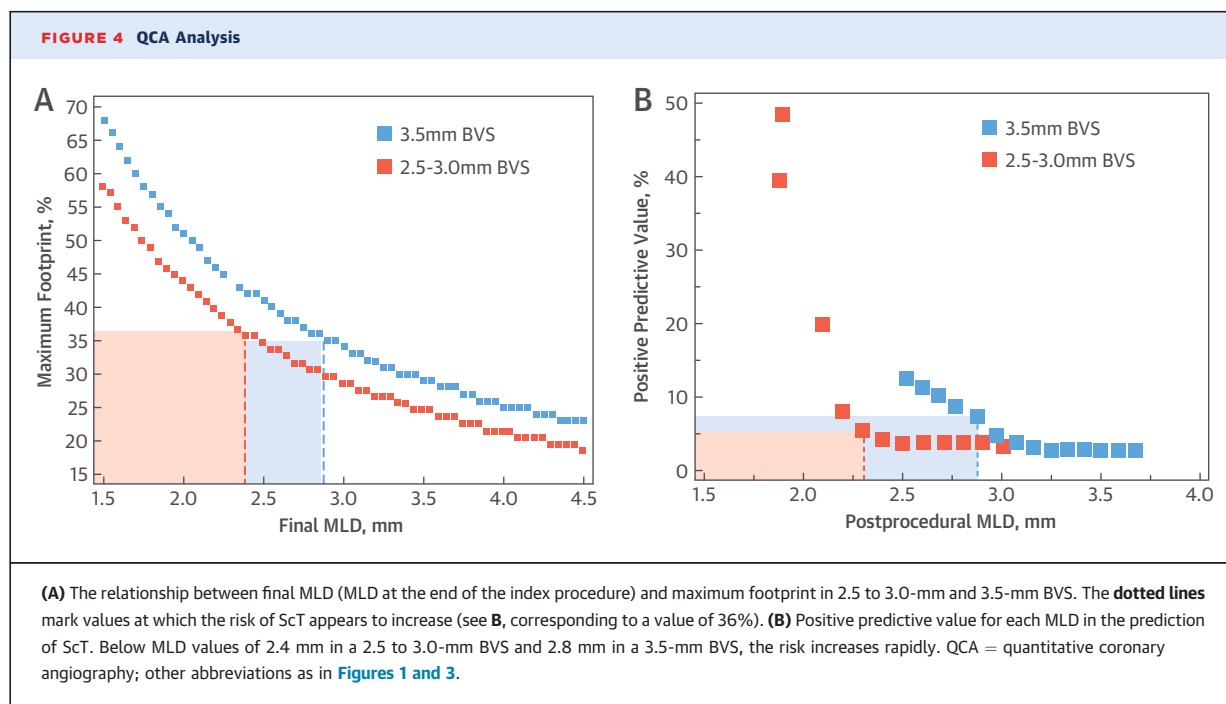 FIGURE 4 QCA Analysis
A
70
65
60
55
50
45
40
35
30
25
20
15
Maximum Footprint, %
3.5mm BVS
2.5-3.0mm BVS
1.5 2.0 2.5 3.0 3.5 4.0 4.5
Final MLD, mm
B
50
40
30
20
10
0
Positive Predictive Value, %
3.5mm BVS
2.5-3.0mm BVS
1.5 2.0 2.5 3.0 3.5 4.0
Postprocedural MLD, mm
(A) The relationship between final MLD (MLD at the end of the index procedure) and maximum footprint in 2.5 to 3.0-mm and 3.5-mm BVS. The dotted lines
mark values at which the risk of ScT appears to increase (see B, corresponding to a value of 36%). (B) Positive predictive value for each MLD in the prediction
of ScT. Below MLD values of 2.4 mm in a 2.5 to 3.0-mm BVS and 2.8 mm in a 3.5-mm BVS, the risk increases rapidly. QCA = quantitative coronary
angiography; other abbreviations as in Figures 1 and 3.